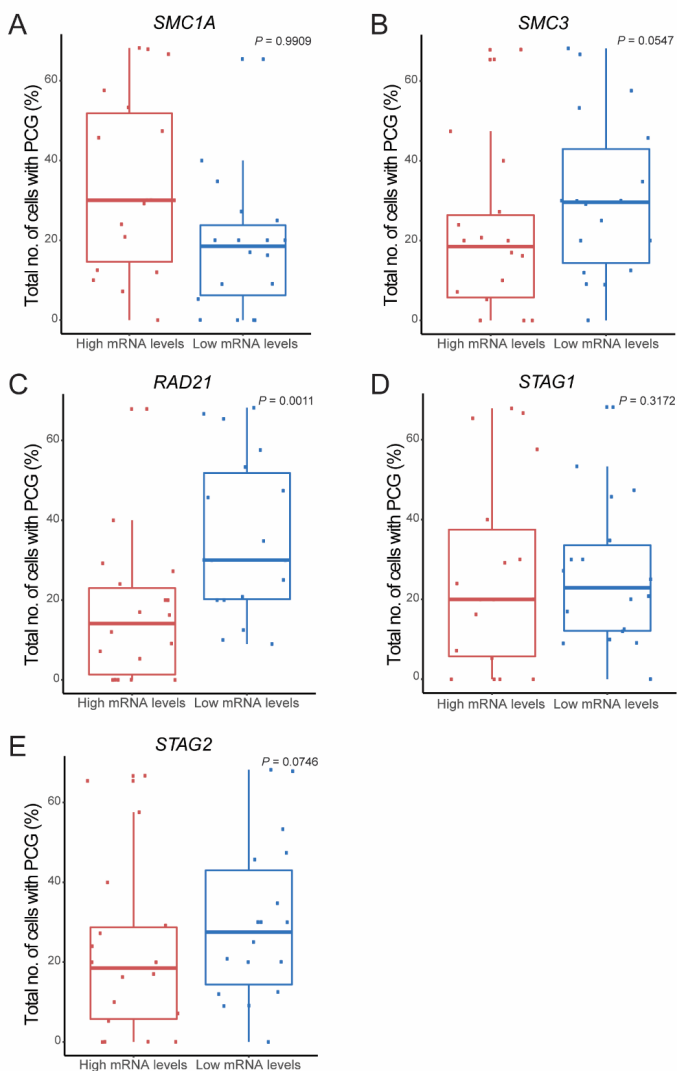 A
SMC1A
P = 0.9909
Total no. of cells with PCG (%)
60
40
20
0
High mRNA levels
Low mRNA levels
B
SMC3
P = 0.0547
Total no. of cells with PCG (%)
60
40
20
0
High mRNA levels
Low mRNA levels
C
RAD21
P = 0.0011
Total no. of cells with PCG (%)
60
40
20
0
High mRNA levels
Low mRNA levels
D
STAG1
P = 0.3172
Total no. of cells with PCG (%)
60
40
20
0
High mRNA levels
Low mRNA levels
E
STAG2
P = 0.0746
Total no. of cells with PCG (%)
60
40
20
0
High mRNA levels
Low mRNA levels